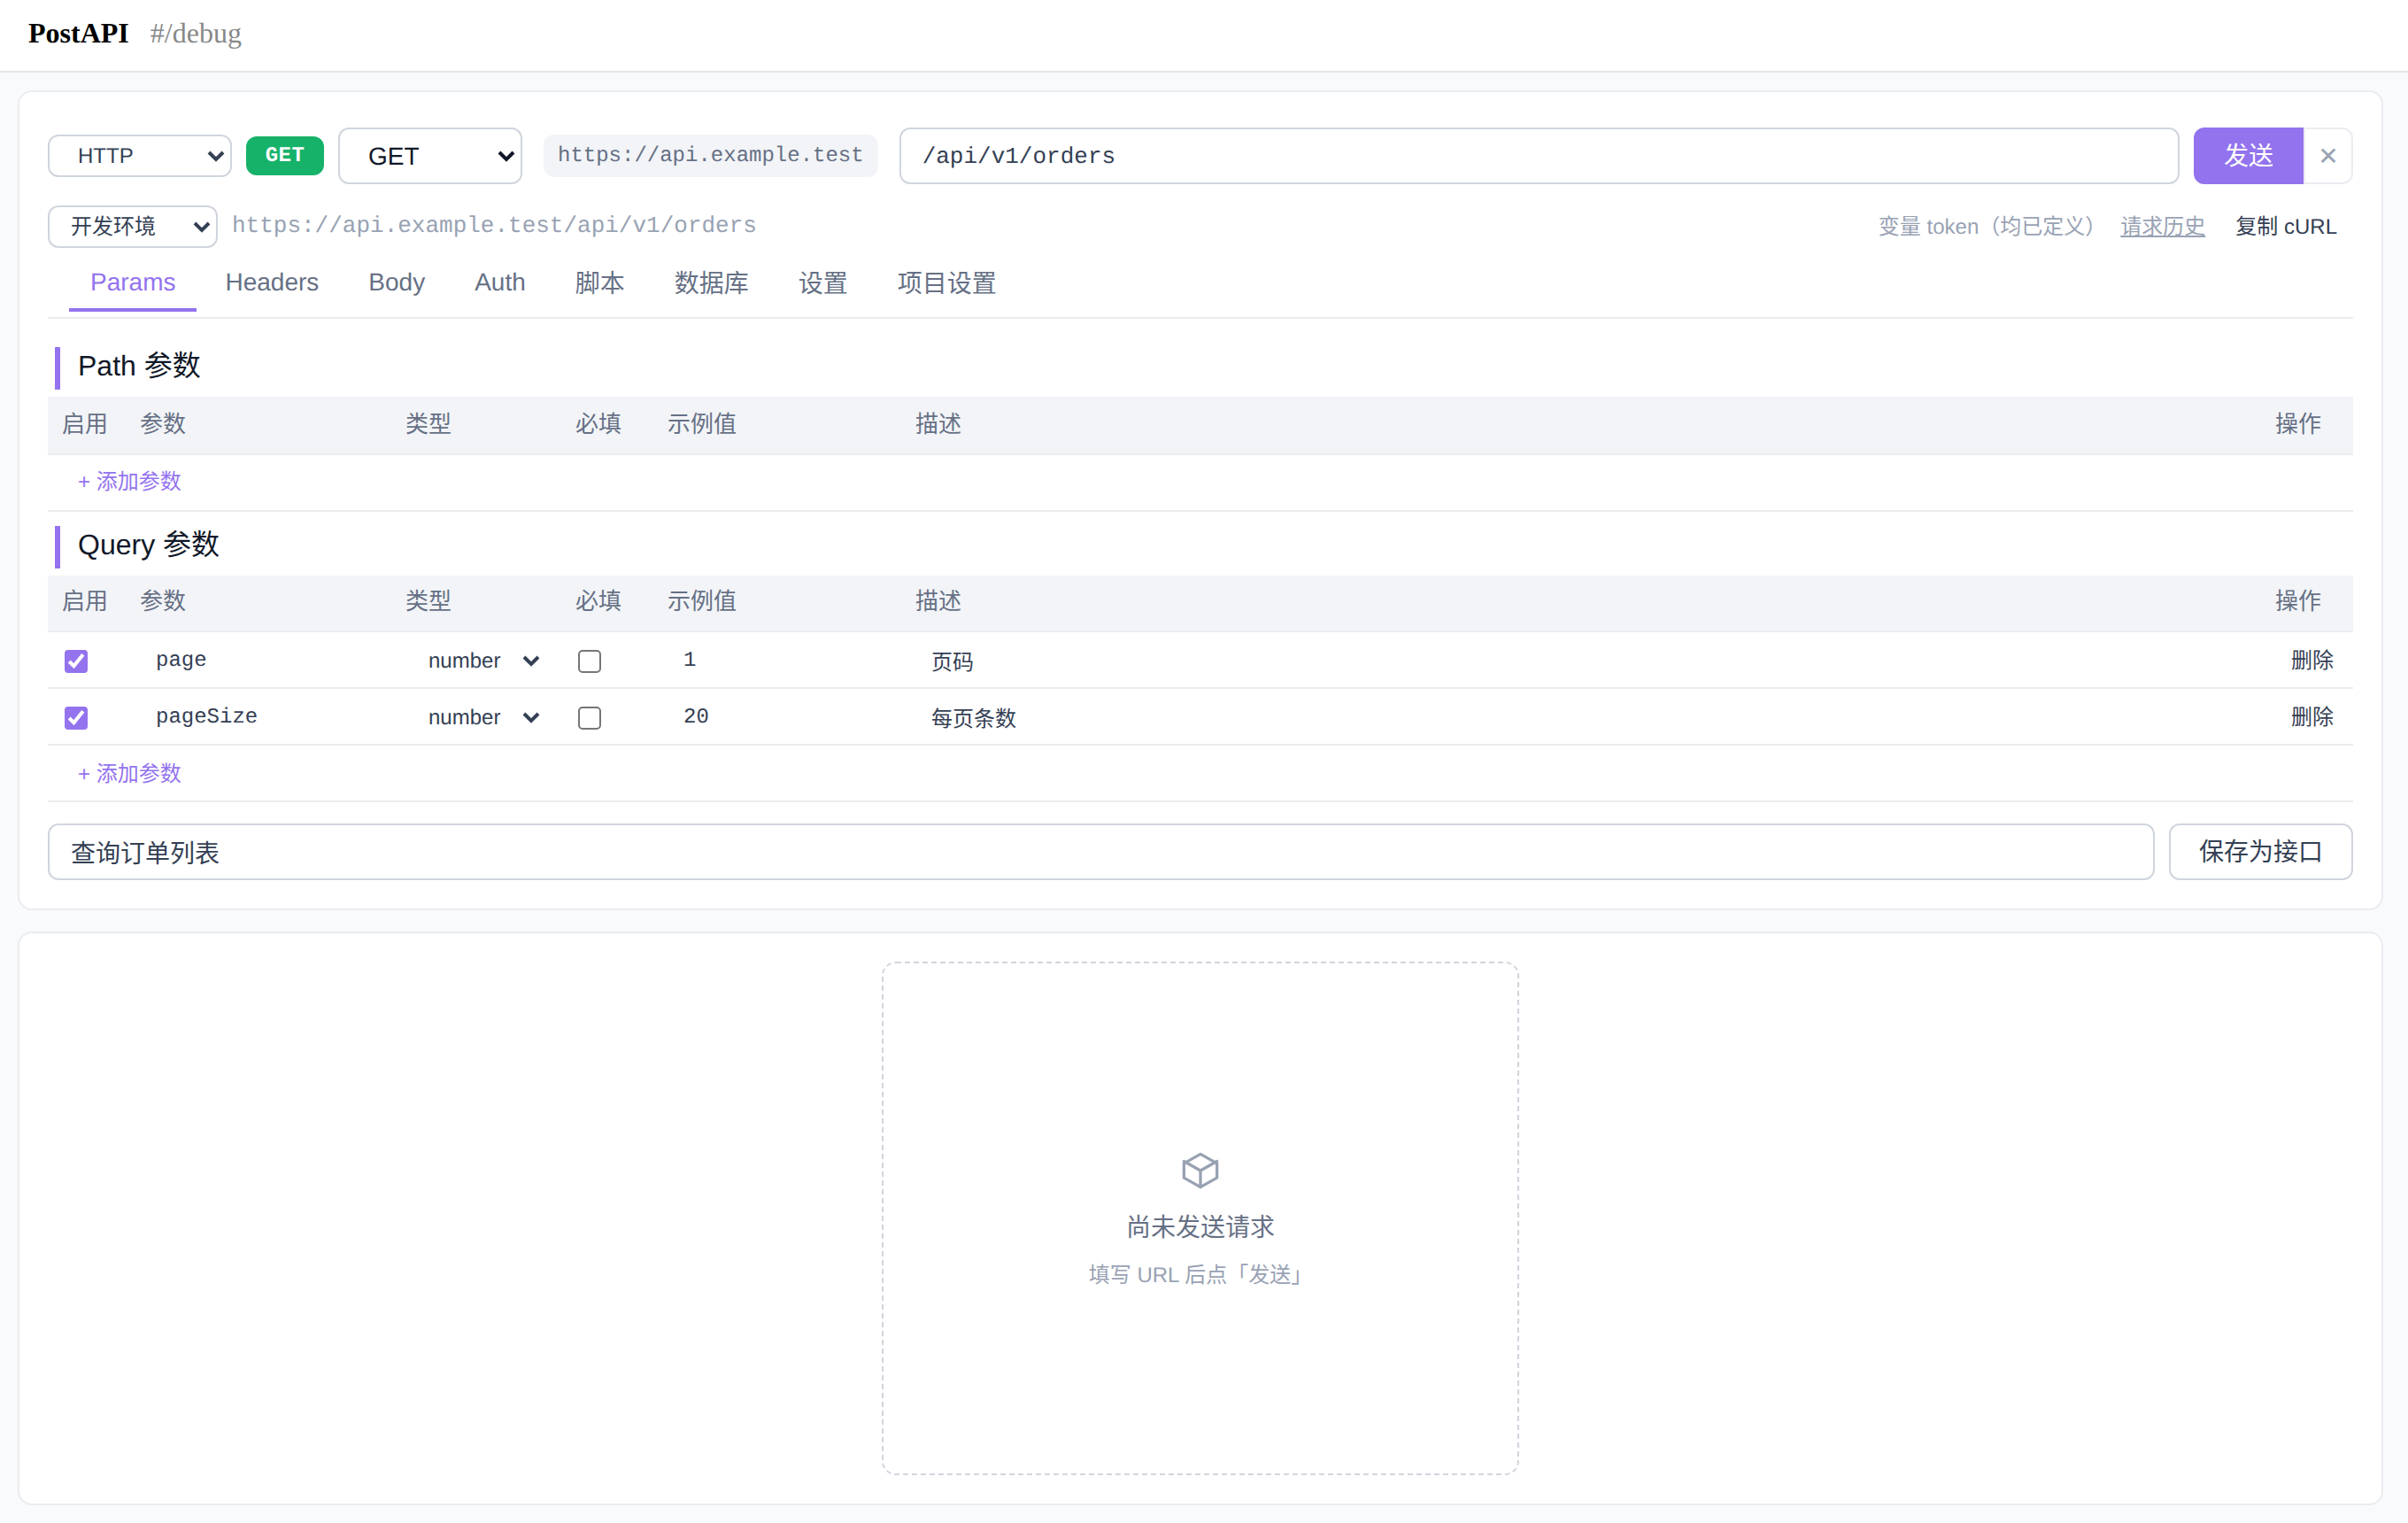 PostAPI #/debug
HTTP GET GET https://api.example.test /api/v1/orders 发送 ✕
开发环境 https://api.example.test/api/v1/orders 变量 token（均已定义） 请求历史 复制 cURL
Params Headers Body Auth 脚本 数据库 设置 项目设置
Path 参数
启用 参数 类型 必填 示例值 描述 操作
+ 添加参数
Query 参数
启用 参数 类型 必填 示例值 描述 操作
page number 1 页码 删除
pageSize number 20 每页条数 删除
+ 添加参数
查询订单列表 保存为接口
尚未发送请求
填写 URL 后点「发送」